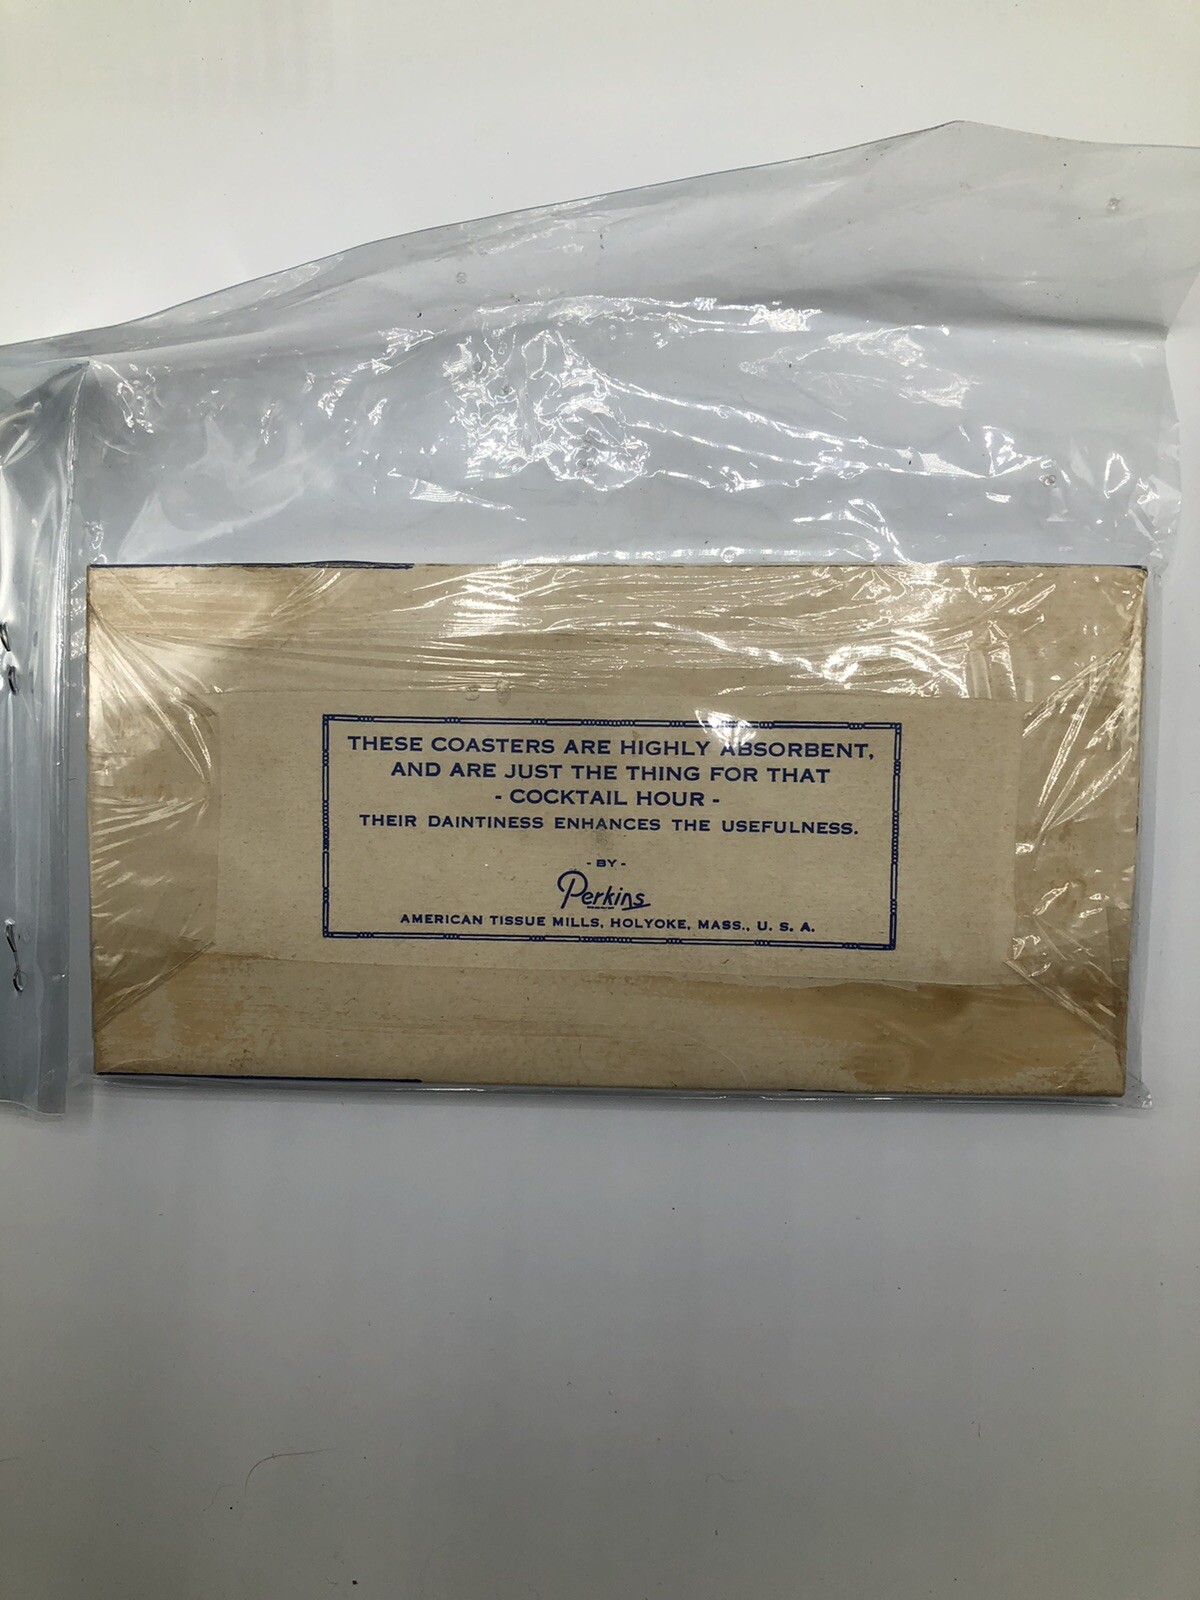 THESE COASTERS ARE HIGHLY ABSORBENT,
AND ARE JUST THE THING FOR THAT
- COCKTAIL HOUR -
THEIR DAINTINESS ENHANCES THE USEFULNESS.
- BY -
Perkins
AMERICAN TISSUE MILLS, HOLYOKE, MASS., U. S. A.